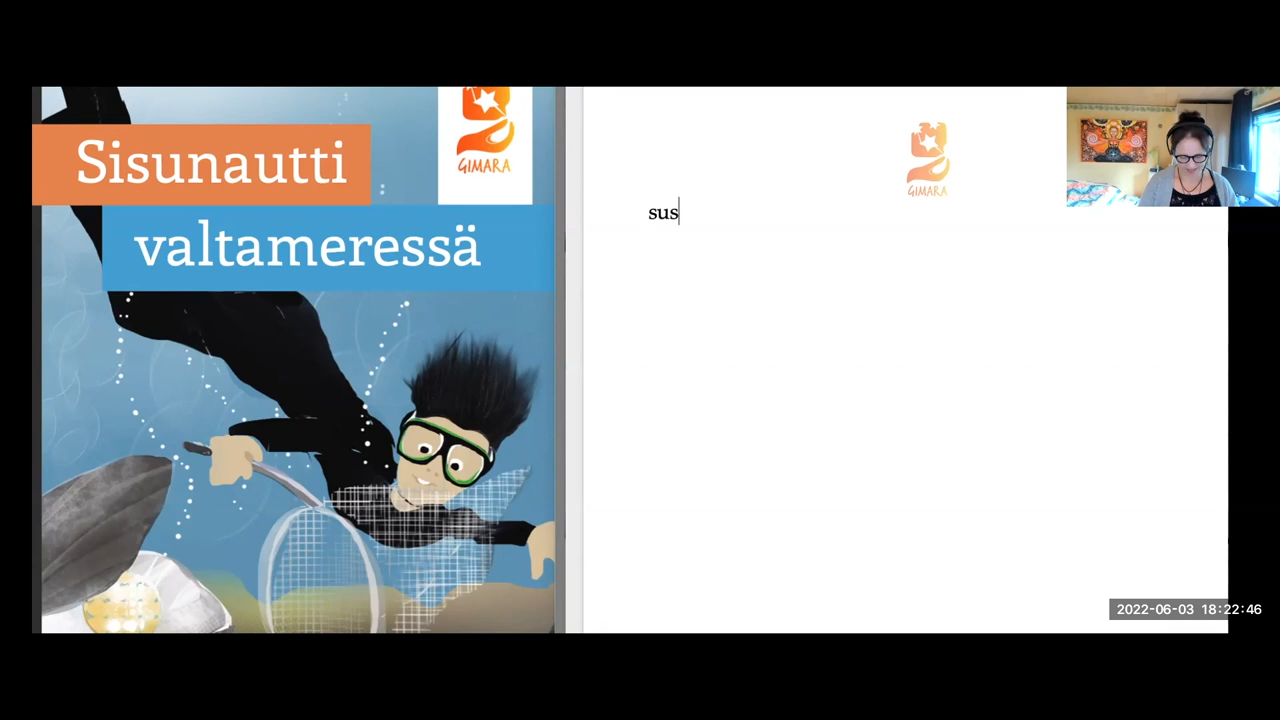 Sisunautti
valtameressä
GIMARA
GIMARA
sus
2022-06-03 18:22:46